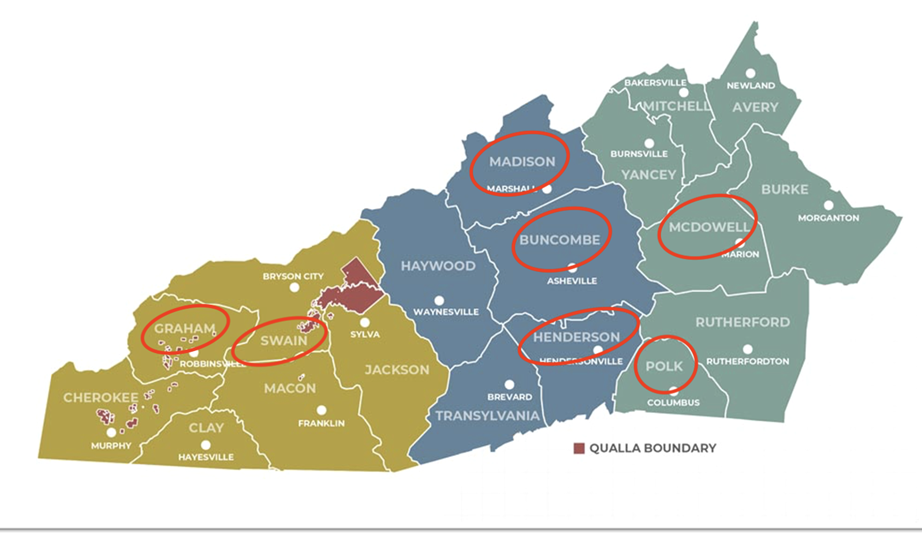 BAKERSVILLE
NEWLAND
MITCHELL
AVERY
BURNSVILLE
MADISON
YANCEY
MARSHALL
BURKE
MORGANTON
MCDOWELL
BUNCOMBE
MARION
HAYWOOD
BRYSON CITY
ASHEVILLE
WAYNESVILLE
RUTHERFORD
GRAHAM
SWAIN
SYLVA
HENDERSON
HENDERSONVILLE
RUTHERFORDTON
ROBBINSVILLE
POLK
JACKSON
MACON
CHEROKEE
BREVARD
COLUMBUS
TRANSYLVANIA
FRANKLIN
CLAY
MURPHY
HAYESVILLE
QUALLA BOUNDARY